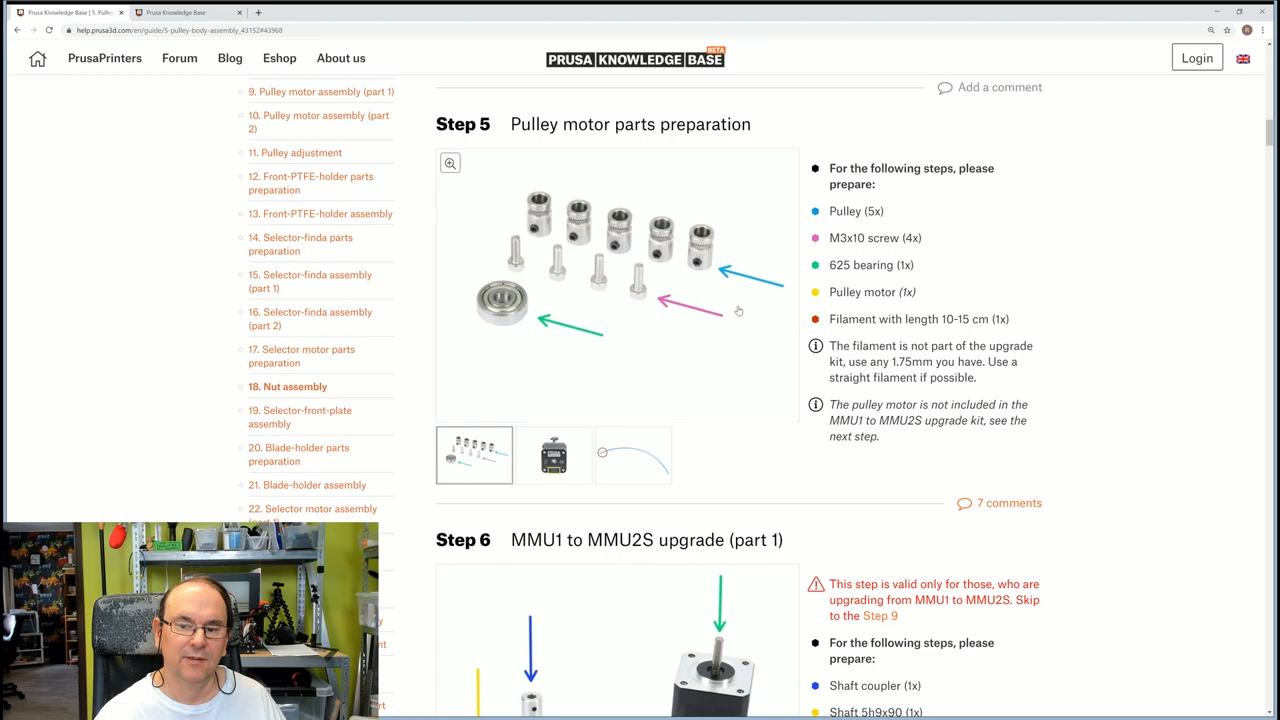 Prusa Knowledge Base | 5. Pulley
Prusa Knowledge Base
help.prusa3d.com/en/guide/5-pulley-body-assembly_43152#43968
PrusaPrinters
Forum
Blog
Eshop
About us
PRUSA KNOWLEDGE BASE
BETA
Login
9. Pulley motor assembly (part 1)
10. Pulley motor assembly (part
2)
11. Pulley adjustment
12. Front-PTFE-holder parts
preparation
13. Front-PTFE-holder assembly
14. Selector-finda parts
preparation
15. Selector-finda assembly
(part 1)
16. Selector-finda assembly
(part 2)
17. Selector motor parts
preparation
18. Nut assembly
19. Selector-front-plate
assembly
20. Blade-holder parts
preparation
21. Blade-holder assembly
22. Selector motor assembly
Add a comment
Step 5 Pulley motor parts preparation
For the following steps, please
prepare:
Pulley (5x)
M3x10 screw (4x)
625 bearing (1x)
Pulley motor (1x)
Filament with length 10-15 cm (1x)
The filament is not part of the upgrade
kit, use any 1.75mm you have. Use a
straight filament if possible.
The pulley motor is not included in the
MMU1 to MMU2S upgrade kit, see the
next step.
7 comments
Step 6 MMU1 to MMU2S upgrade (part 1)
This step is valid only for those, who are
upgrading from MMU1 to MMU2S. Skip
to the Step 9
For the following steps, please
prepare:
Shaft coupler (1x)
Shaft 5h9x90 (1x)